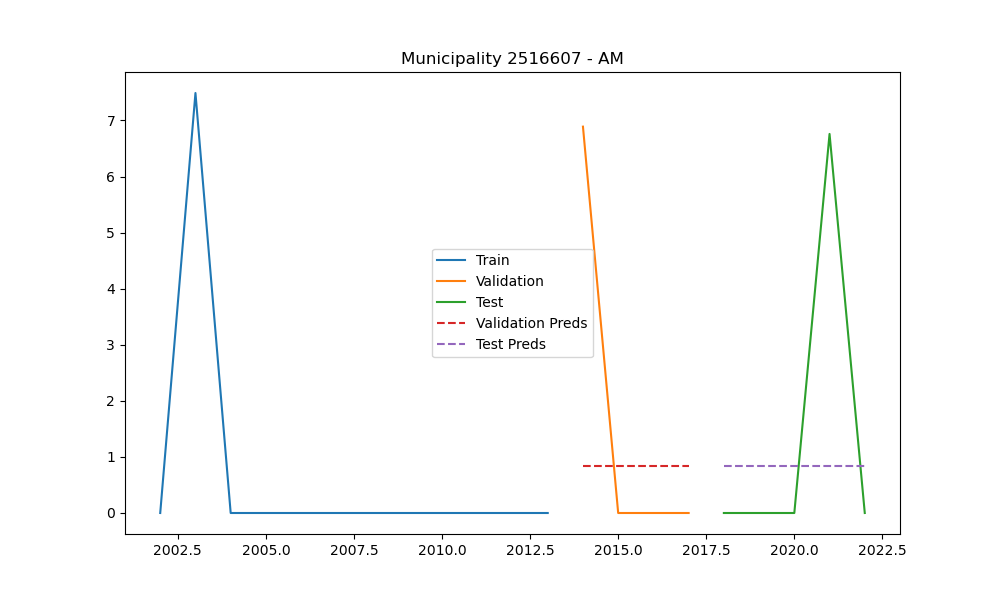 Municipality 2516607 - AM
7
6
5
4
3
2
1
0
Train
Validation
Test
Validation Preds
Test Preds
2002.5 2005.0 2007.5 2010.0 2012.5 2015.0 2017.5 2020.0 2022.5